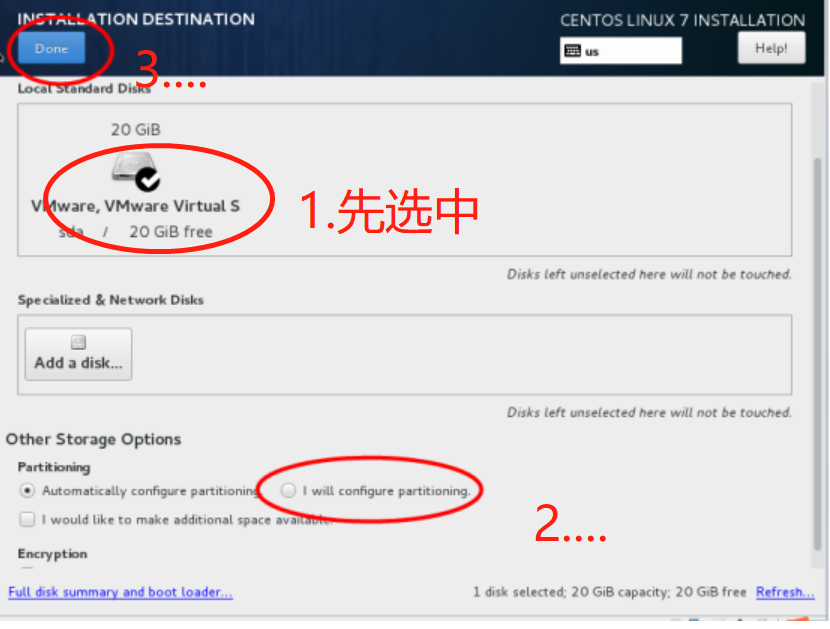 INSTALLATION DESTINATION
CENTOS LINUX 7 INSTALLATION
Done
us
Help!
3....
Local Standard Disks
20 GiB
VMware, VMware Virtual S
sda / 20 GiB free
1.先选中
Disks left unselected here will not be touched.
Specialized & Network Disks
Add a disk...
Disks left unselected here will not be touched.
Other Storage Options
Partitioning
Automatically configure partitioning. I will configure partitioning.
I would like to make additional space available.
2....
Encryption
Full disk summary and boot loader...
1 disk selected; 20 GiB capacity; 20 GiB free Refresh...